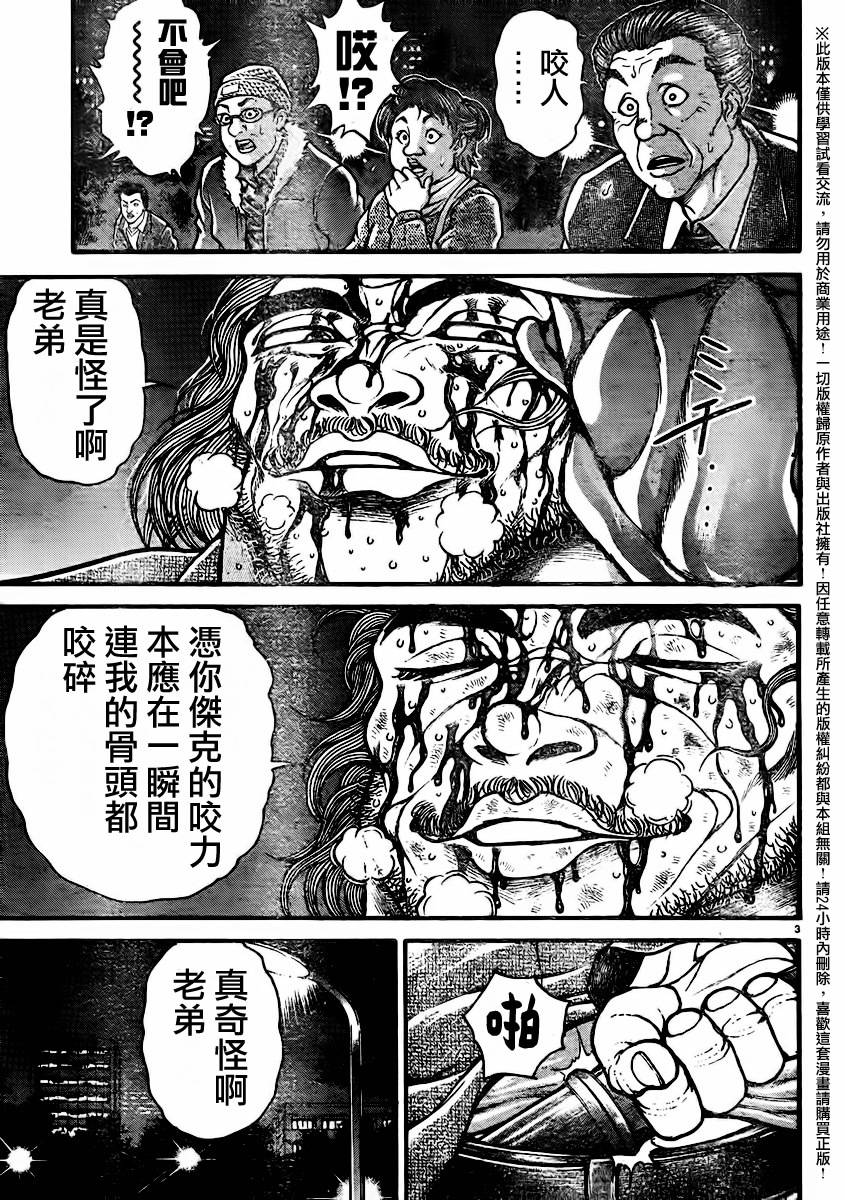 咬人
……
哎!?
不會吧
~~~~~~!?
真是怪了啊
老弟
ミチ…
憑你傑克的咬力
本應在一瞬間
連我的骨頭都
咬碎
3
啪
真奇怪啊
老弟
※此版本僅供學習試看交流，請勿用於商業用途！一切版權歸原作者與出版社擁有！因任意轉載所產生的版權糾紛都與本組無關！請24小時內刪除，喜歡這套漫畫請購買正版！